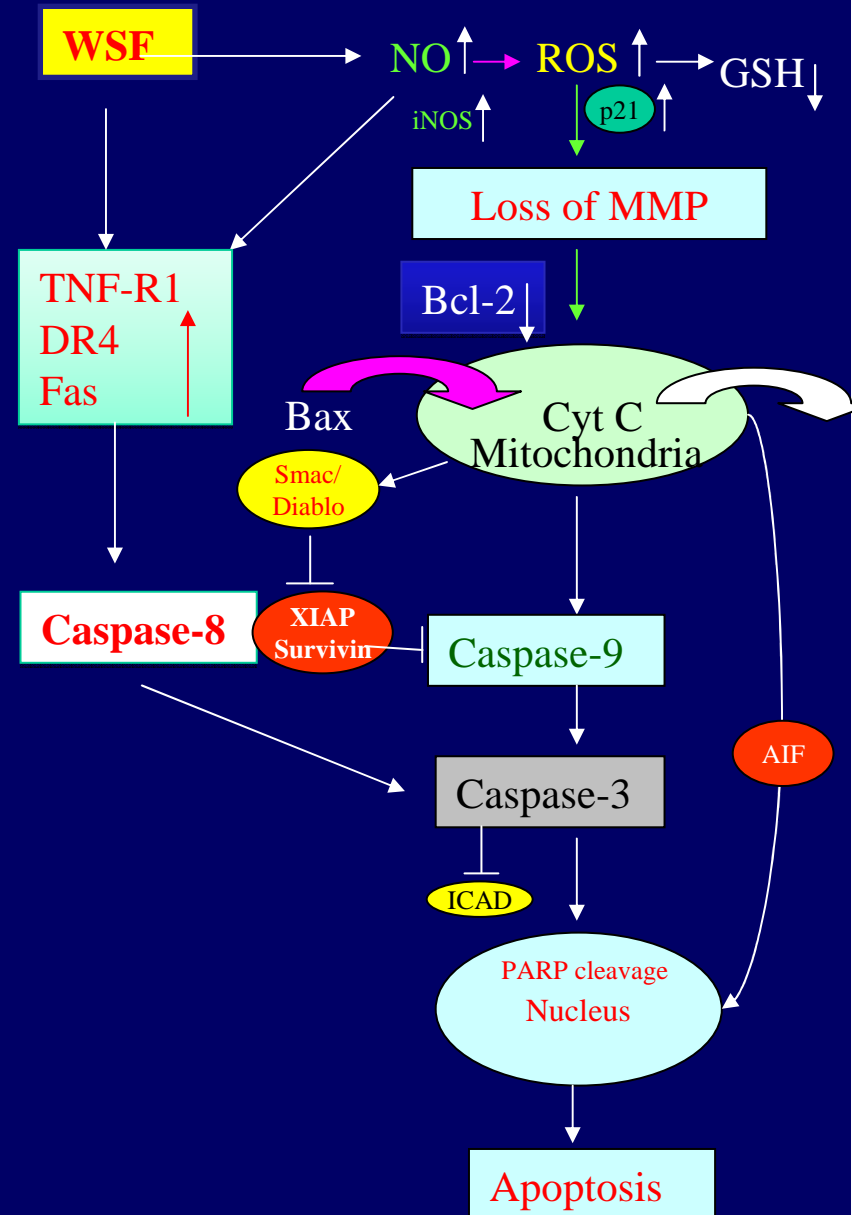 WSF
NO
ROS
GSH
iNOS
p21
Loss of MMP
TNF-R1
DR4
Fas
Bcl-2
Bax
Cyt C
Mitochondria
Smac/
Diablo
Caspase-8
XIAP
Survivin
Caspase-9
AIF
Caspase-3
ICAD
PARP cleavage
Nucleus
Apoptosis